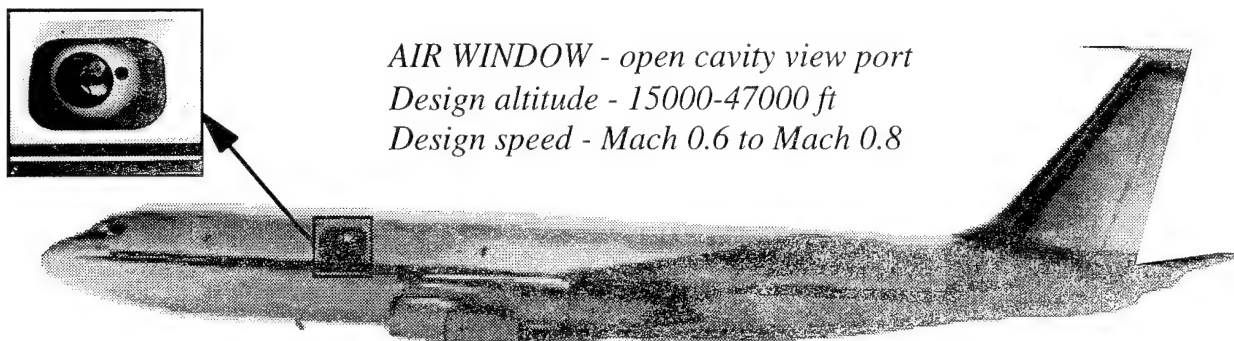 AIR WINDOW - open cavity view port
Design altitude - 15000-47000 ft
Design speed - Mach 0.6 to Mach 0.8